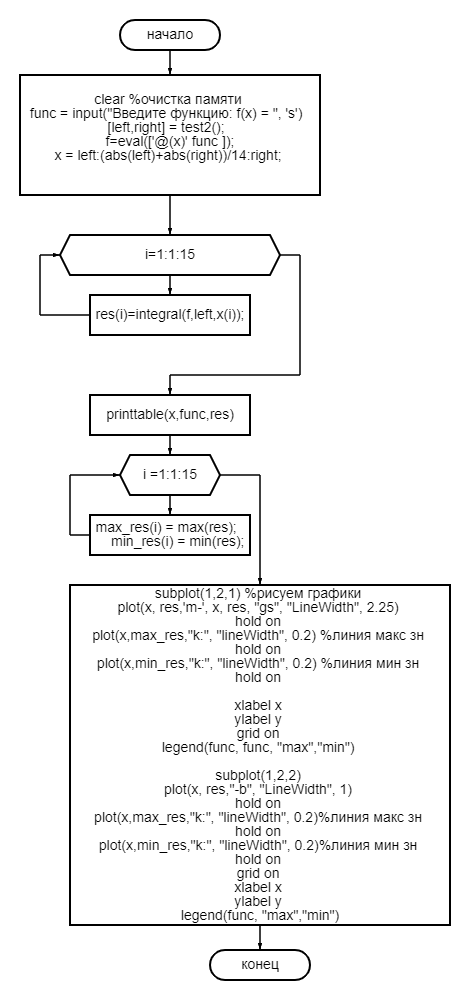 начало
clear %очистка памяти
func = input("Введите функцию: f(x) = ", 's')
[left,right] = test2();
f=eval(['@(x)' func ]);
x = left:(abs(left)+abs(right))/14:right;
i=1:1:15
res(i)=integral(f,left,x(i));
printtable(x,func,res)
i =1:1:15
max_res(i) = max(res);
min_res(i) = min(res);
subplot(1,2,1) %рисуем графики
plot(x, res,'m-', x, res, "gs", "LineWidth", 2.25)
hold on
plot(x,max_res,"k:", "lineWidth", 0.2) %линия макс зн
hold on
plot(x,min_res,"k:", "lineWidth", 0.2) %линия мин зн
hold on
xlabel x
ylabel y
grid on
legend(func, func, "max","min")
subplot(1,2,2)
plot(x, res,"-b", "LineWidth", 1)
hold on
plot(x,max_res,"k:", "lineWidth", 0.2)%линия макс зн
hold on
plot(x,min_res,"k:", "lineWidth", 0.2)%линия мин зн
hold on
grid on
xlabel x
ylabel y
legend(func, "max","min")
конец